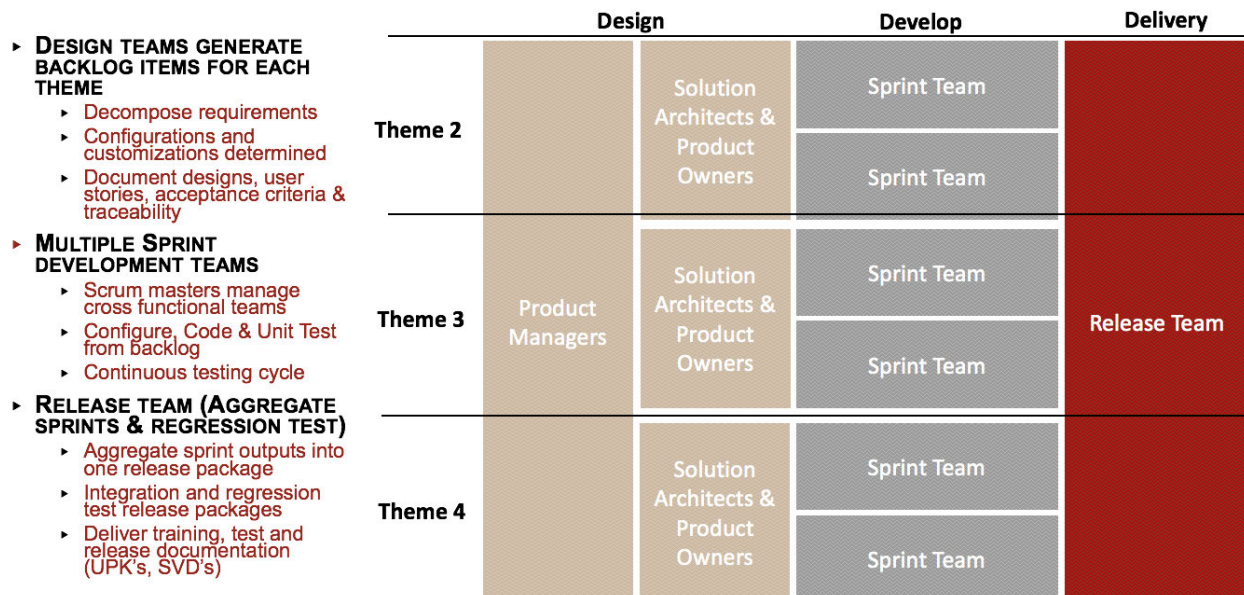 ▸ DESIGN TEAMS GENERATE
BACKLOG ITEMS FOR EACH
THEME
▸ Decompose requirements
▸ Configurations and
customizations determined
▸ Document designs, user
stories, acceptance criteria &
traceability
▸ MULTIPLE SPRINT
DEVELOPMENT TEAMS
▸ Scrum masters manage
cross functional teams
▸ Configure, Code & Unit Test
from backlog
▸ Continuous testing cycle
▸ RELEASE TEAM (AGGREGATE
SPRINTS & REGRESSION TEST)
▸ Aggregate sprint outputs into
one release package
▸ Integration and regression
test release packages
▸ Deliver training, test and
release documentation
(UPK's, SVD's)
Design
Develop
Delivery
Theme 2
Solution
Architects &
Product
Owners
Sprint Team
Sprint Team
Theme 3
Product
Managers
Solution
Architects &
Product
Owners
Sprint Team
Sprint Team
Release Team
Theme 4
Solution
Architects &
Product
Owners
Sprint Team
Sprint Team